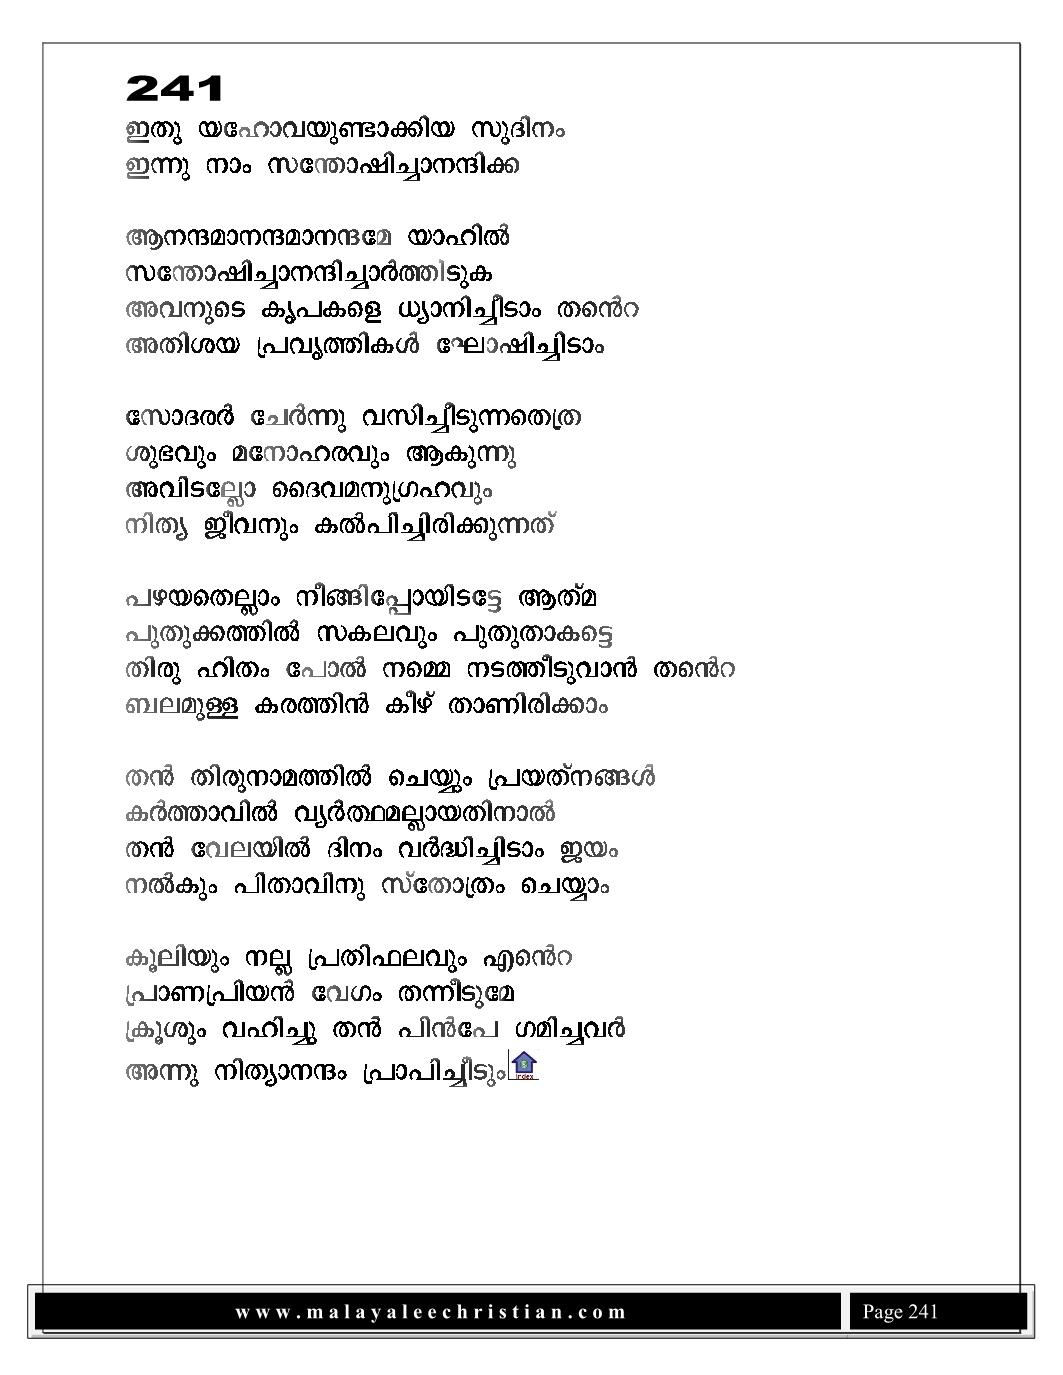 241
ഇതു യഹോവയുണ്ടാക്കിയ സുദിനം
ഇന്നു നാം സന്തോഷിച്ചാനന്ദിക്ക
ആനന്ദമാനന്ദമാനന്ദമേ യാഹിൽ
സന്തോഷിച്ചാനന്ദിച്ചാർത്തിടുക
അവനുടെ കൃപകളെ ധ്യാനിച്ചീടാം തൻെറ
അതിശയ പ്രവൃത്തികൾ ഘോഷിച്ചിടാം
സോദരർ ചേർന്നു വസിച്ചീടുന്നതെത്ര
ശുഭവും മനോഹരവും ആകുന്നു
അവിടല്ലോ ദൈവമനുഗ്രഹവും
നിത്യ ജീവനും കൽപിച്ചിരിക്കുന്നത്
പഴയതെല്ലാം നീങ്ങിപ്പോയിടട്ടേ ആത്മ
പുതുക്കത്തിൽ സകലവും പുതുതാകട്ടെ
തിരു ഹിതം പോൽ നമ്മെ നടത്തീടുവാൻ തൻെറ
ബലമുള്ള കരത്തിൻ കീഴ് താണിരിക്കാം
തൻ തിരുനാമത്തിൽ ചെയ്യും പ്രയത്നങ്ങൾ
കർത്താവിൽ വ്യർത്ഥമല്ലായതിനാൽ
തൻ വേലയിൽ ദിനം വർദ്ധിച്ചിടാം ജയം
നൽകും പിതാവിനു സ്തോത്രം ചെയ്യാം
കൂലിയും നല്ല പ്രതിഫലവും എൻെറ
പ്രാണപ്രിയൻ വേഗം തന്നീടുമേ
ക്രൂശും വഹിച്ചു തൻ പിൻപേ ഗമിച്ചവർ
അന്നു നിത്യാനന്ദം പ്രാപിച്ചീടും
Index
www.malayaleechristian.com
Page 241